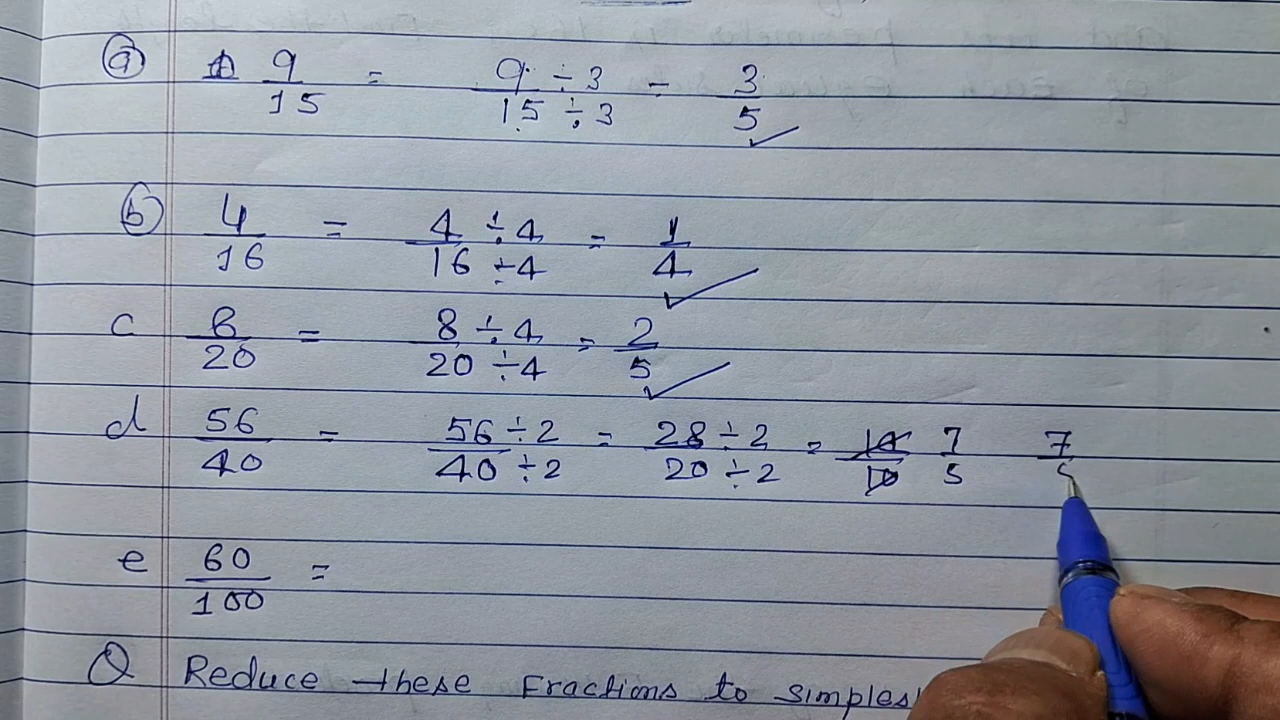 a 9/15 = 9÷3/15÷3 = 3/5
b 4/16 = 4÷4/16÷4 = 1/4
c 8/20 = 8÷4/20÷4 = 2/5
d 56/40 = 56÷2/40÷2 = 28÷2/20÷2 = 14/10 7/5 7/5
e 60/100 =
Q Reduce these Fractions to simples